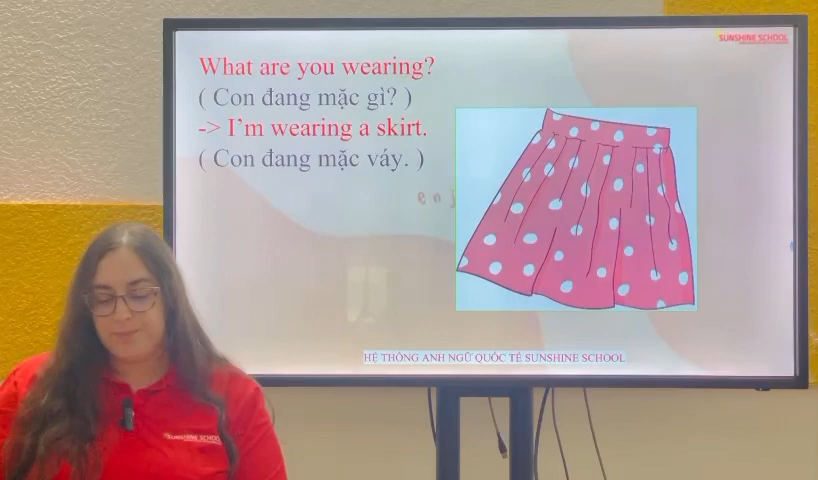 SUNSHINE SCHOOL
What are you wearing?
( Con đang mặc gì? )
-> I'm wearing a skirt.
( Con đang mặc váy. )
HỆ THỐNG ANH NGỮ QUỐC TẾ SUNSHINE SCHOOL
SUNSHINE SCHOO